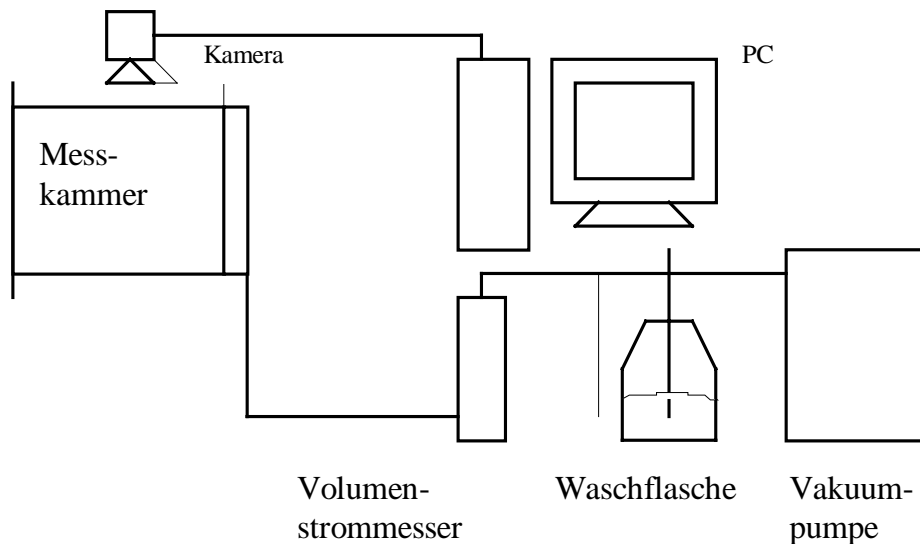 Kamera
PC
Mess-
kammer
Volumen-
strommesser
Waschflasche
Vakuum-
pumpe